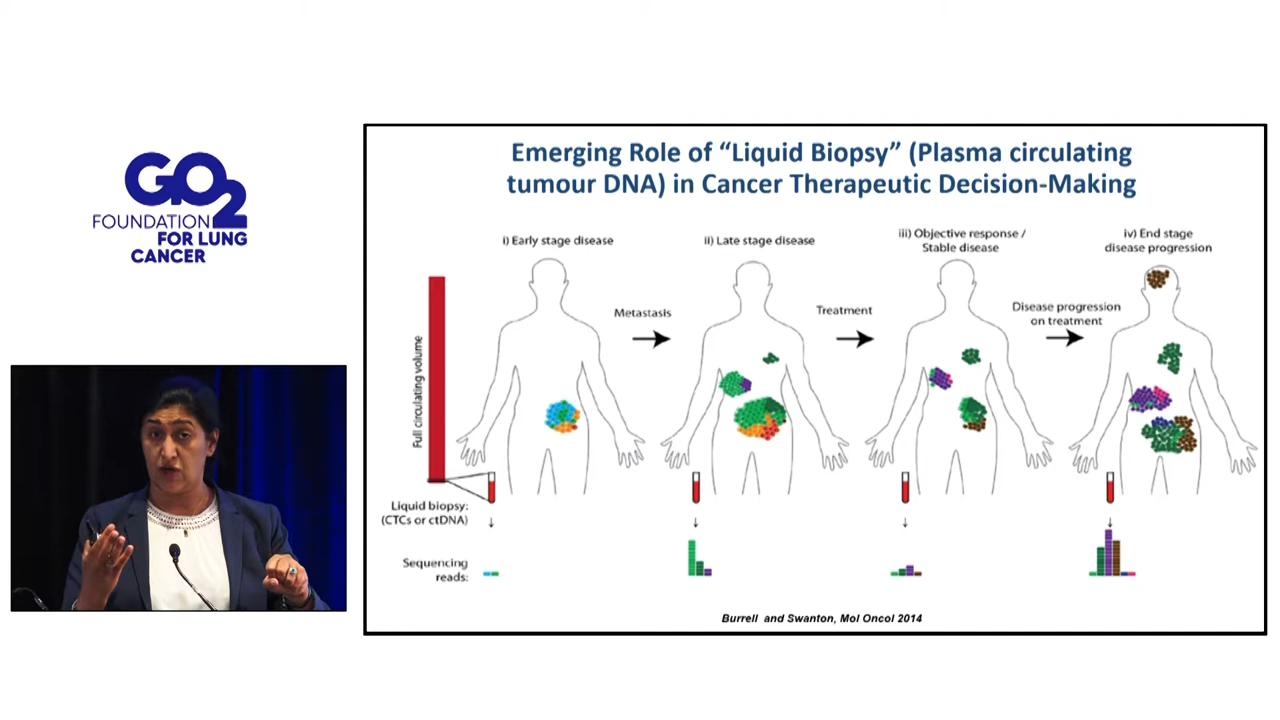 GO2
FOUNDATION
FOR LUNG
CANCER
Emerging Role of “Liquid Biopsy” (Plasma circulating
tumour DNA) in Cancer Therapeutic Decision-Making
i) Early stage disease
ii) Late stage disease
iii) Objective response /
Stable disease
iv) End stage
disease progression
Metastasis
Treatment
Disease progression
on treatment
Full circulating volume
Liquid biopsy:
(CTCs or ctDNA)
Sequencing
reads:
Burrell and Swanton, Mol Oncol 2014